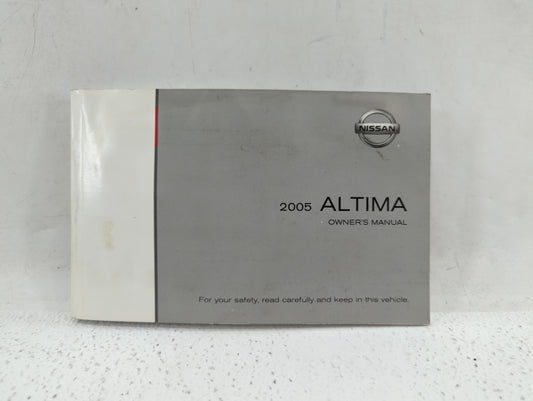 NISSAN
2005 ALTIMA
OWNER'S MANUAL
For your safety, read carefully and keep in this vehicle.